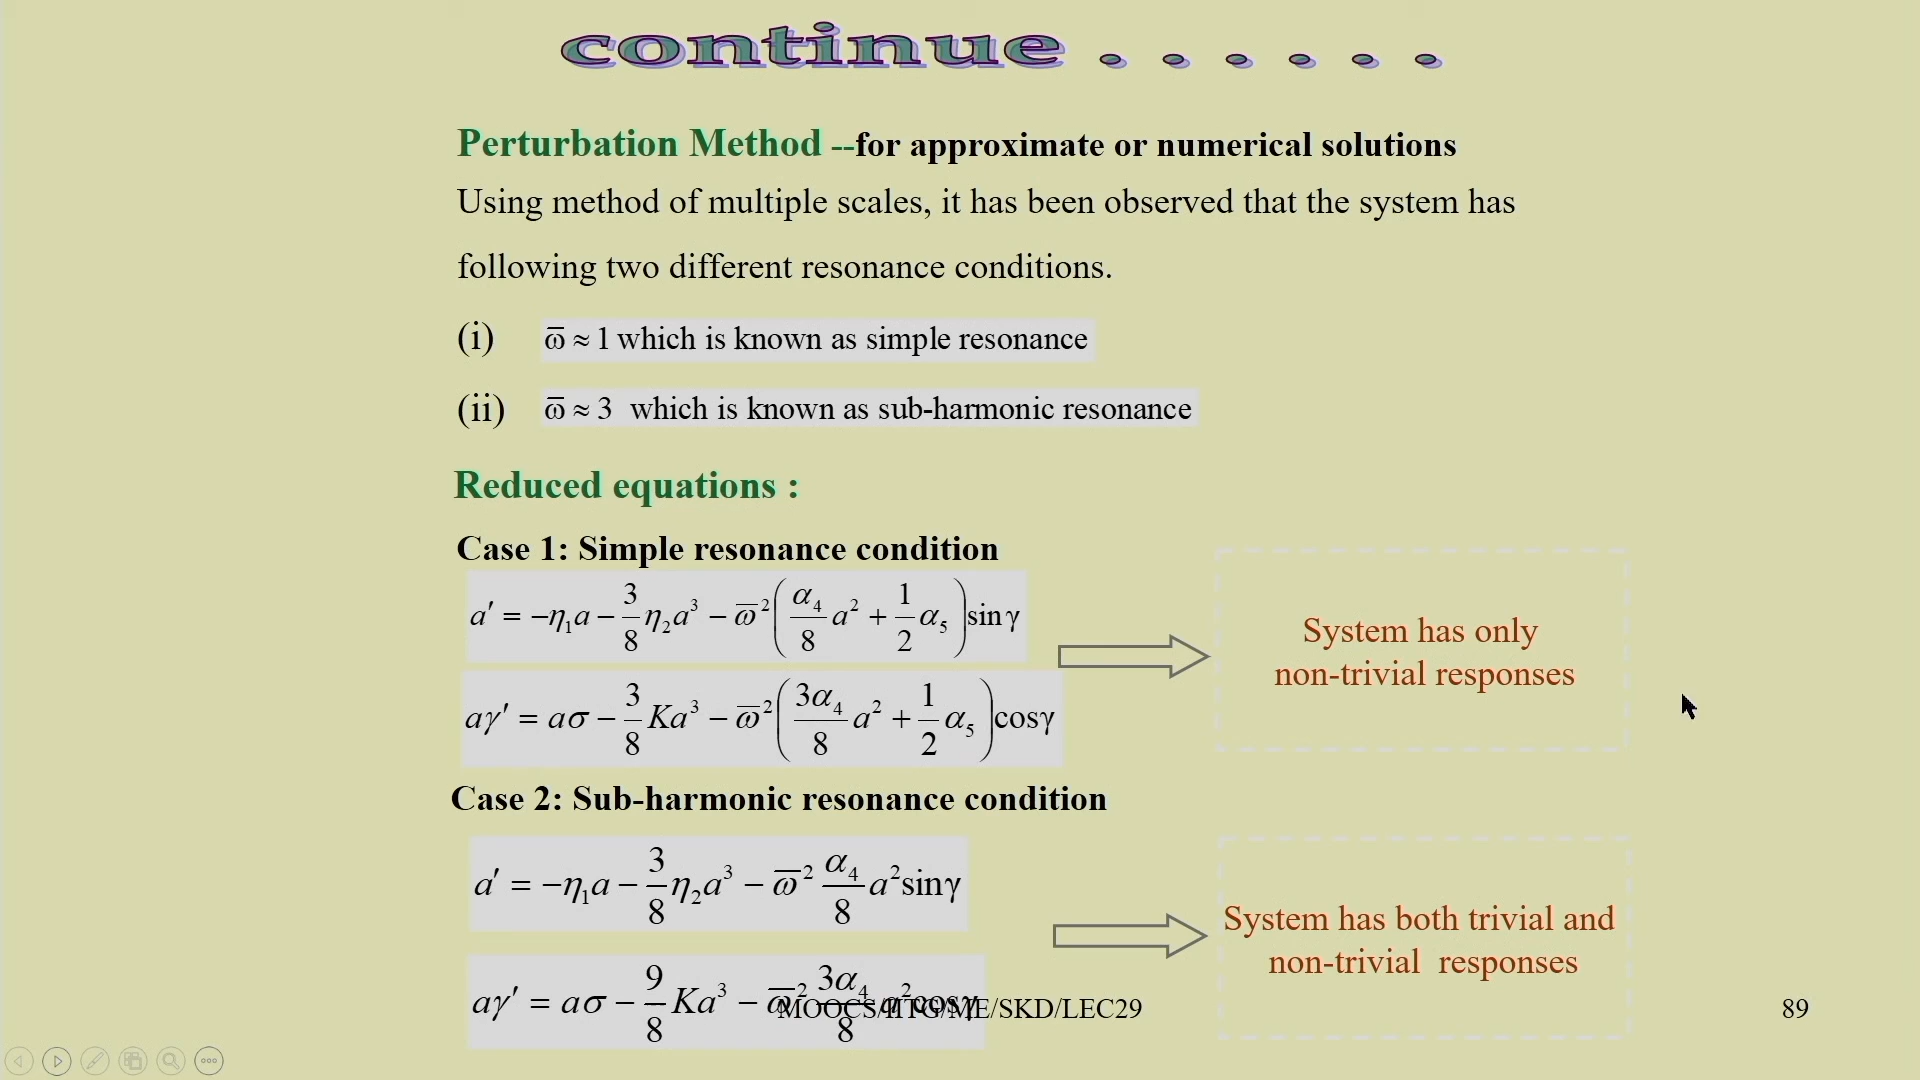 continue . . . . . .
Perturbation Method --for approximate or numerical solutions
Using method of multiple scales, it has been observed that the system has
following two different resonance conditions.
(i) ω̅ ≈ 1 which is known as simple resonance
(ii) ω̅ ≈ 3 which is known as sub-harmonic resonance
Reduced equations :
Case 1: Simple resonance condition
a′ = −η₁a − 3/8 η₂a³ − ω̅²(α₄/8 a² + 1/2 α₅)sinγ
aγ′ = aσ − 3/8 Ka³ − ω̅²(3α₄/8 a² + 1/2 α₅)cosγ
System has only
non-trivial responses
Case 2: Sub-harmonic resonance condition
a′ = −η₁a − 3/8 η₂a³ − ω̅² α₄/8 a²sinγ
aγ′ = aσ − 9/8 Ka³ − ω̅² 3α₄/8 a²cosγ
System has both trivial and
non-trivial responses
MOOCS/IITG/ME/SKD/LEC29
89